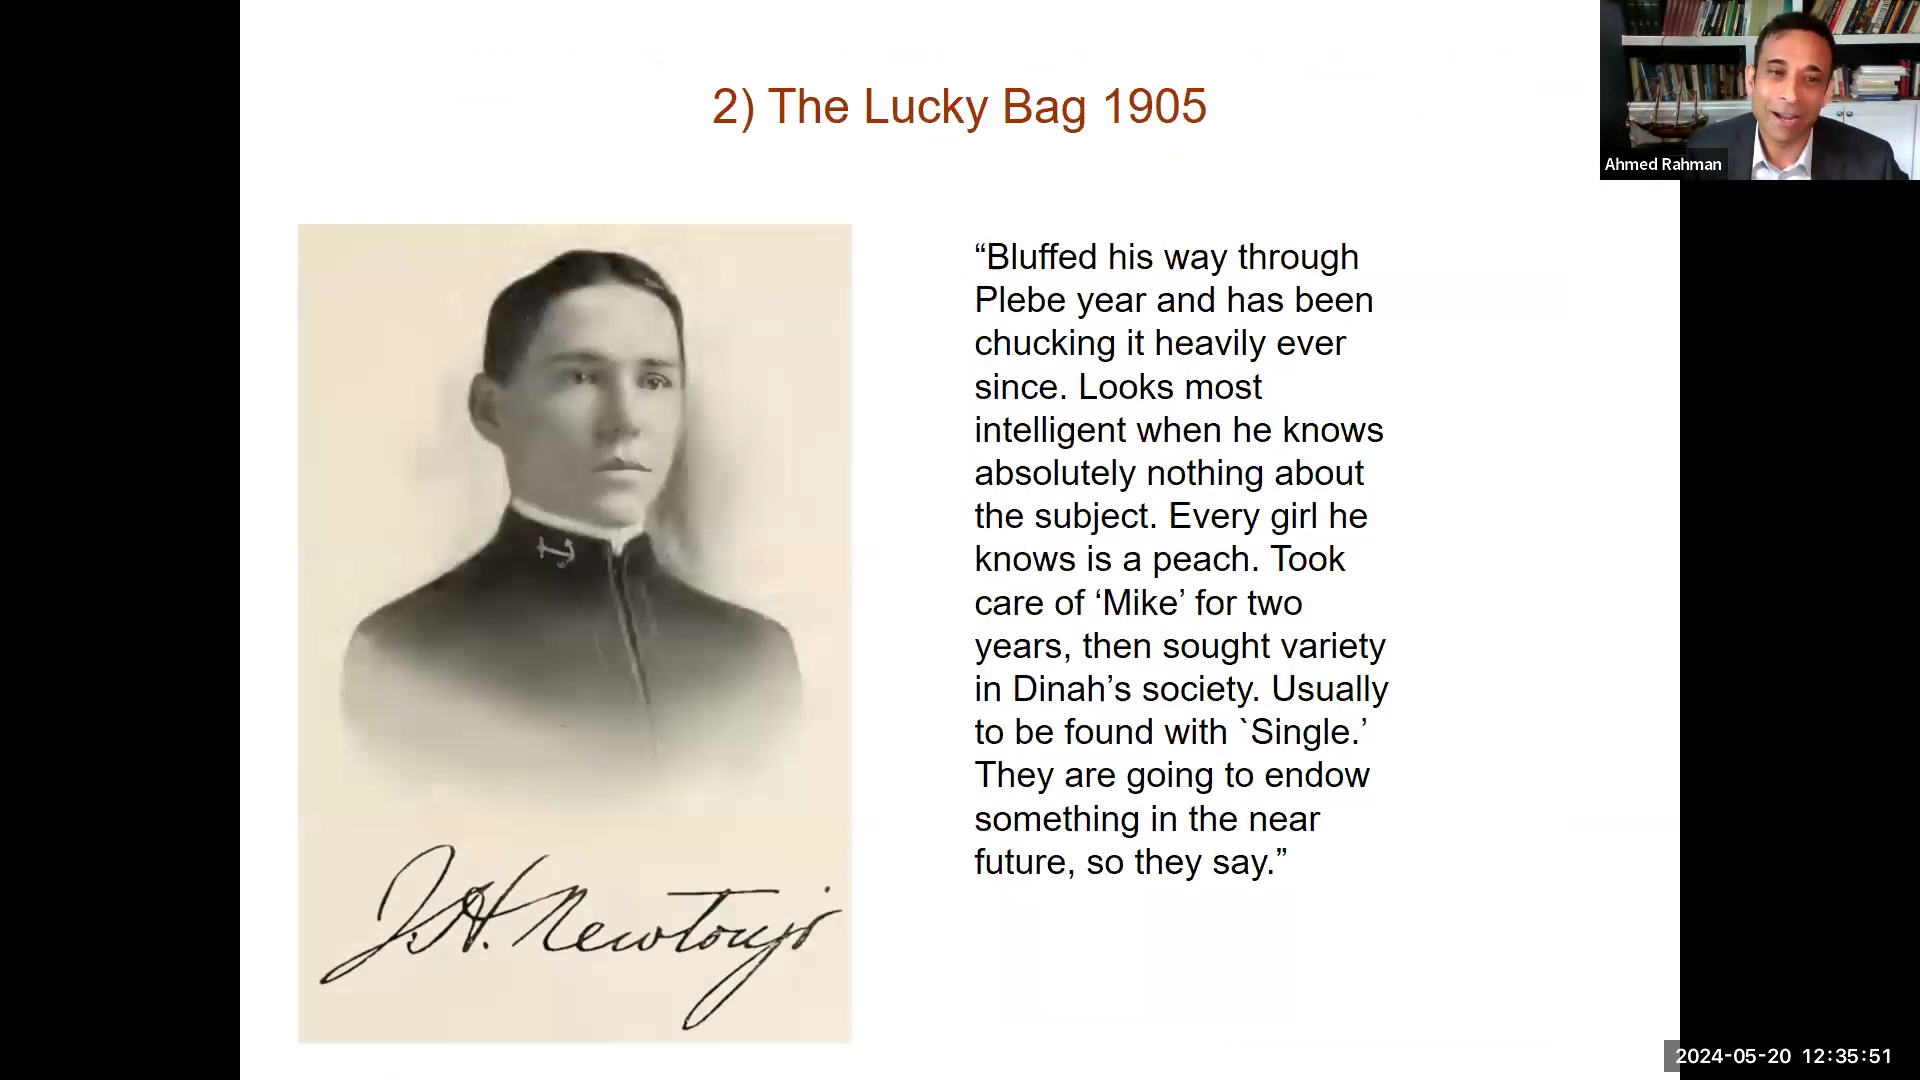 2) The Lucky Bag 1905
Ahmed Rahman
“Bluffed his way through
Plebe year and has been
chucking it heavily ever
since. Looks most
intelligent when he knows
absolutely nothing about
the subject. Every girl he
knows is a peach. Took
care of ‘Mike’ for two
years, then sought variety
in Dinah’s society. Usually
to be found with `Single.’
They are going to endow
something in the near
future, so they say.”
J.H. Newton jr
2024-05-20 12:35:51